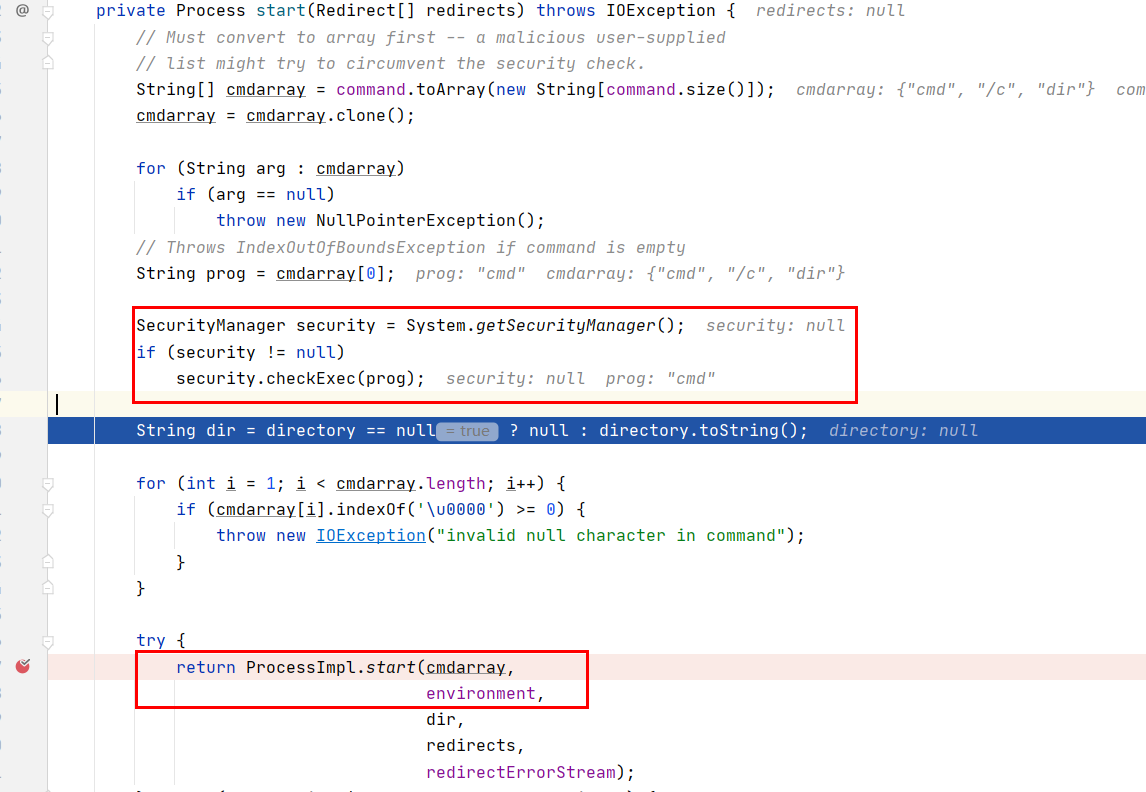 @ private Process start(Redirect[] redirects) throws IOException {  redirects: null
// Must convert to array first -- a malicious user-supplied
// list might try to circumvent the security check.
String[] cmdarray = command.toArray(new String[command.size()]);  cmdarray: {"cmd", "/c", "dir"}  com
cmdarray = cmdarray.clone();
for (String arg : cmdarray)
if (arg == null)
throw new NullPointerException();
// Throws IndexOutOfBoundsException if command is empty
String prog = cmdarray[0];  prog: "cmd"  cmdarray: {"cmd", "/c", "dir"}
SecurityManager security = System.getSecurityManager();  security: null
if (security != null)
security.checkExec(prog);  security: null  prog: "cmd"
String dir = directory == null = true ? null : directory.toString();  directory: null
for (int i = 1; i < cmdarray.length; i++) {
if (cmdarray[i].indexOf('\u0000') >= 0) {
throw new IOException("invalid null character in command");
}
}
try {
return ProcessImpl.start(cmdarray,
environment,
dir,
redirects,
redirectErrorStream);